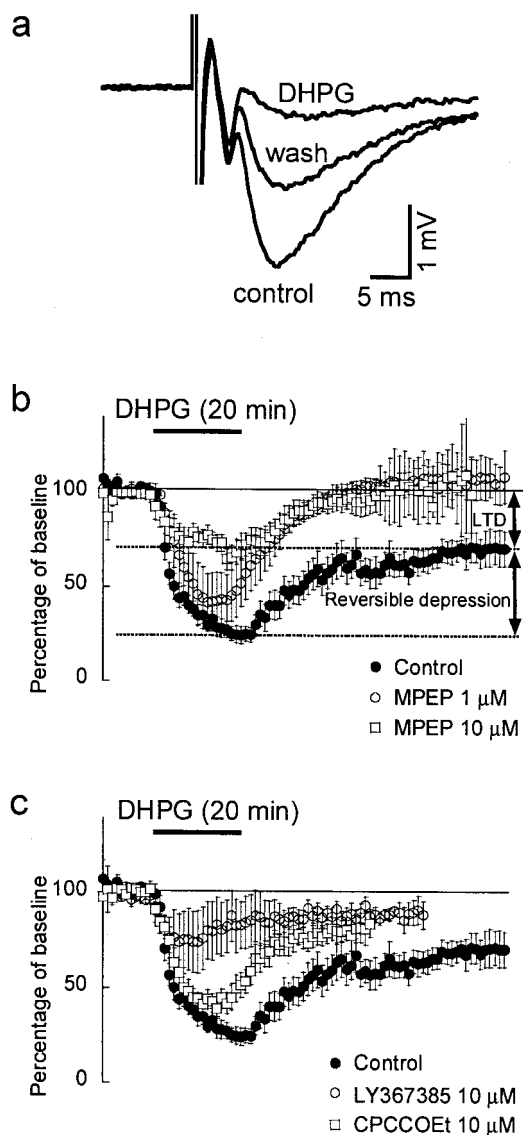 a
DHPG
wash
control
1 mV
5 ms
b
DHPG (20 min)
Percentage of baseline
100
50
0
LTD
Reversible depression
Control
MPEP 1 µM
MPEP 10 µM
c
DHPG (20 min)
Percentage of baseline
100
50
0
Control
LY367385 10 µM
CPCCOEt 10 µM